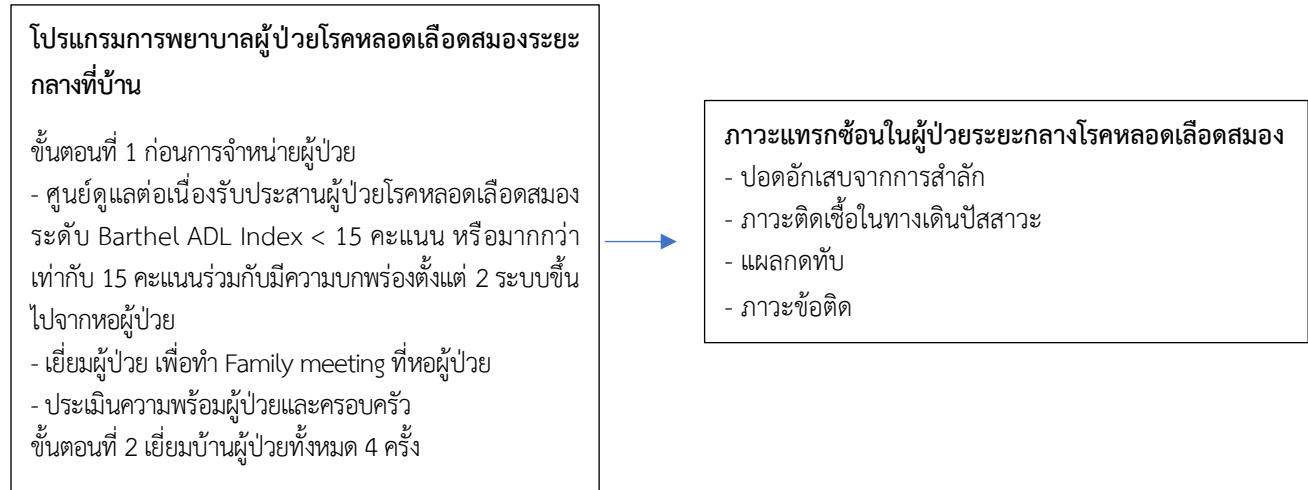 โปรแกรมการพยาบาลผู้ป่วยโรคหลอดเลือดสมองระยะ
กลางที่บ้าน
ขั้นตอนที่ 1 ก่อนการจำหน่ายผู้ป่วย
- ศูนย์ดูแลต่อเนื่องรับประสานผู้ป่วยโรคหลอดเลือดสมอง
ระดับ Barthel ADL Index < 15 คะแนน หรือมากกว่า
เท่ากับ 15 คะแนนร่วมกับมีความบกพร่องตั้งแต่ 2 ระบบขึ้น
ไปจากหอผู้ป่วย
- เยี่ยมผู้ป่วย เพื่อทำ Family meeting ที่หอผู้ป่วย
- ประเมินความพร้อมผู้ป่วยและครอบครัว
ขั้นตอนที่ 2 เยี่ยมบ้านผู้ป่วยทั้งหมด 4 ครั้ง
ภาวะแทรกซ้อนในผู้ป่วยระยะกลางโรคหลอดเลือดสมอง
- ปอดอักเสบจากการสำลัก
- ภาวะติดเชื้อในทางเดินปัสสาวะ
- แผลกดทับ
- ภาวะข้อติด